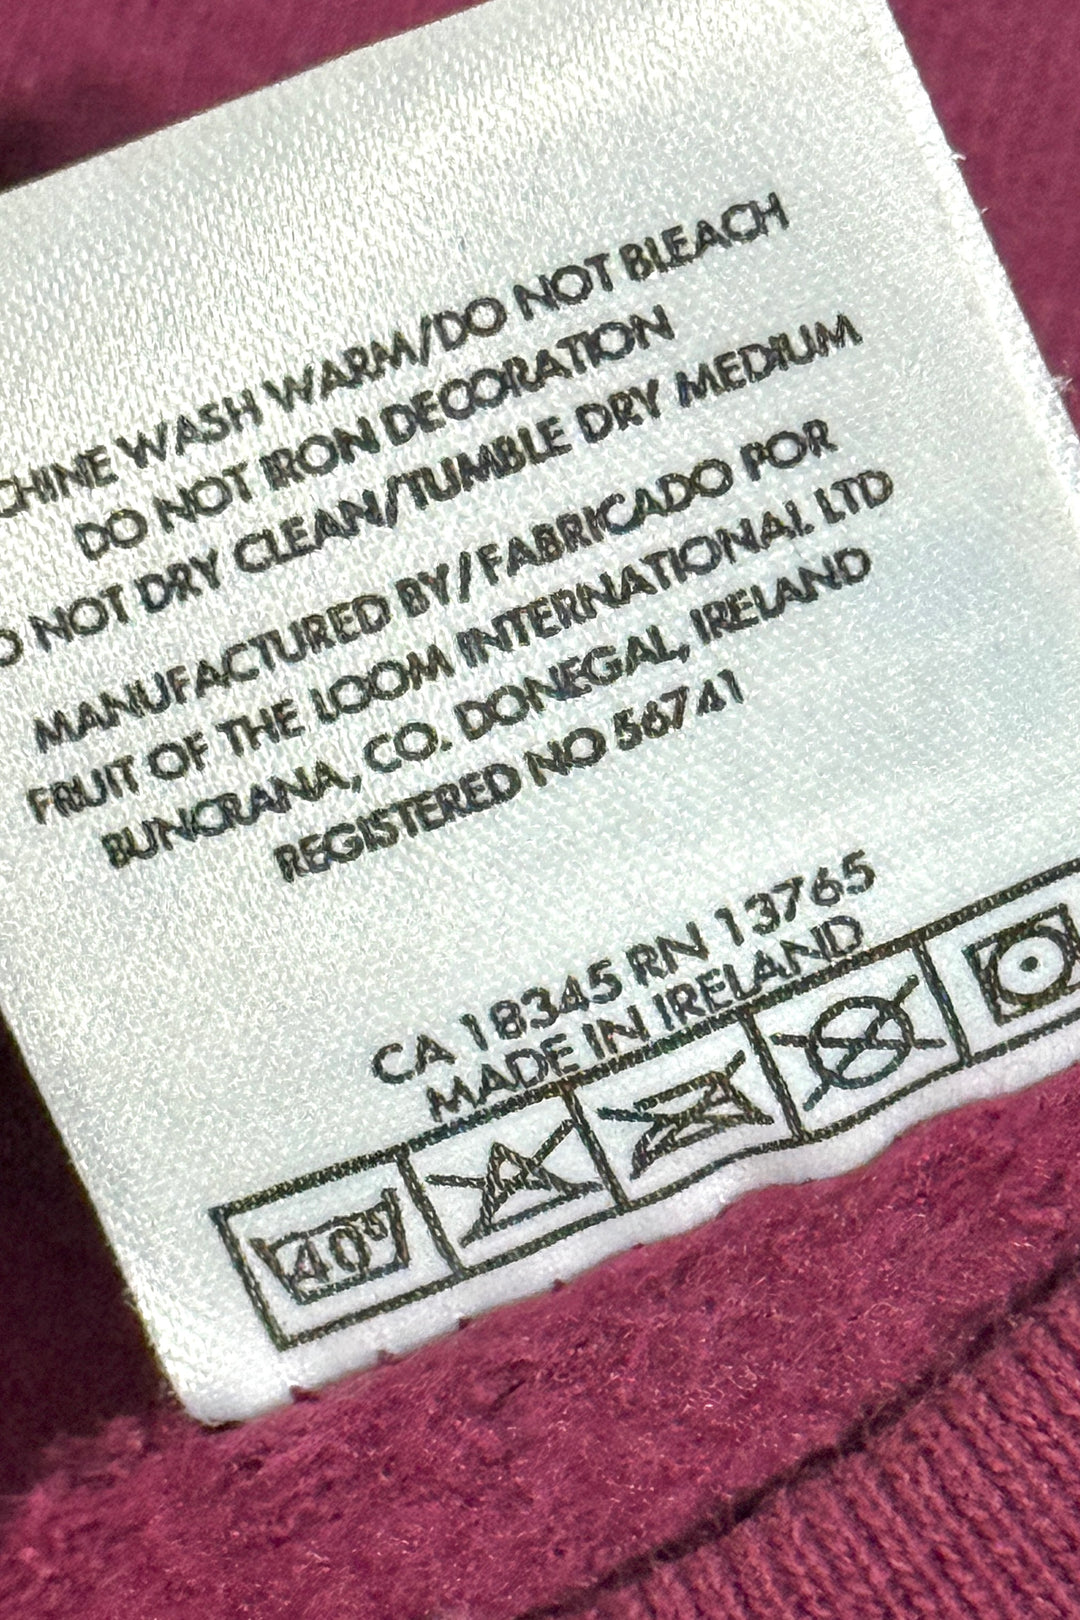 CHINE WASH WARM/DO NOT BLEACH
DO NOT IRON DECORATION
O NOT DRY CLEAN/TUMBLE DRY MEDIUM
MANUFACTURED BY/FABRICADO POR
FRUIT OF THE LOOM INTERNATIONAL LTD
BUNCRANA, CO. DONEGAL, IRELAND
REGISTERED NO 56741
CA 18345 RN 13765
MADE IN IRELAND
40°